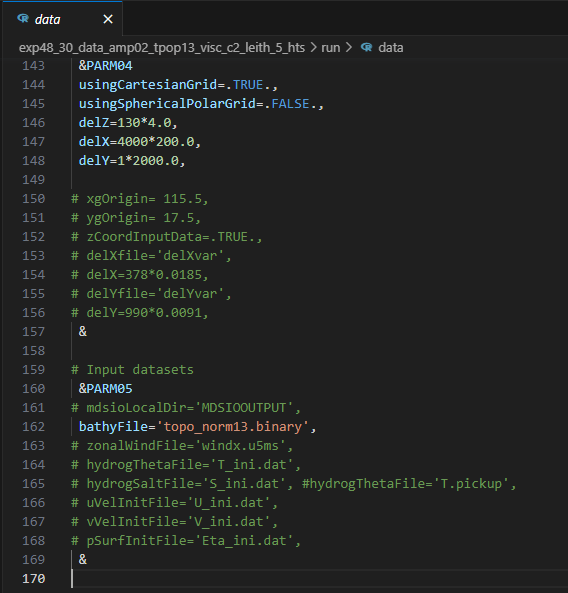 data
exp48_30_data_amp02_tpop13_visc_c2_leith_5_hts > run > data
143 &PARM04
144 usingCartesianGrid=.TRUE.,
145 usingSphericalPolarGrid=.FALSE.,
146 delZ=130*4.0,
147 delX=4000*200.0,
148 delY=1*2000.0,
149
150 # xgOrigin= 115.5,
151 # ygOrigin= 17.5,
152 # zCoordInputData=.TRUE.,
153 # delXfile='delXvar',
154 # delX=378*0.0185,
155 # delYfile='delYvar',
156 # delY=990*0.0091,
157 &
158
159 # Input datasets
160 &PARM05
161 # mdsioLocalDir='MDSIOOUTPUT',
162 bathyFile='topo_norm13.binary',
163 # zonalWindFile='windx.u5ms',
164 # hydrogThetaFile='T_ini.dat',
165 # hydrogSaltFile='S_ini.dat', #hydrogThetaFile='T.pickup',
166 # uVelInitFile='U_ini.dat',
167 # vVelInitFile='V_ini.dat',
168 # pSurfInitFile='Eta_ini.dat',
169 &
170